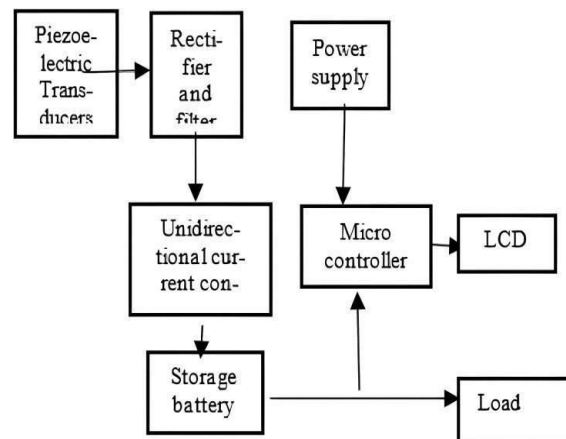 Piezoe-
lectric
Trans-
ducers
Recti-
fier
and
filter
Power
supply
Unidirec-
tional cur-
rent con-
Micro
controller
LCD
Storage
battery
Load